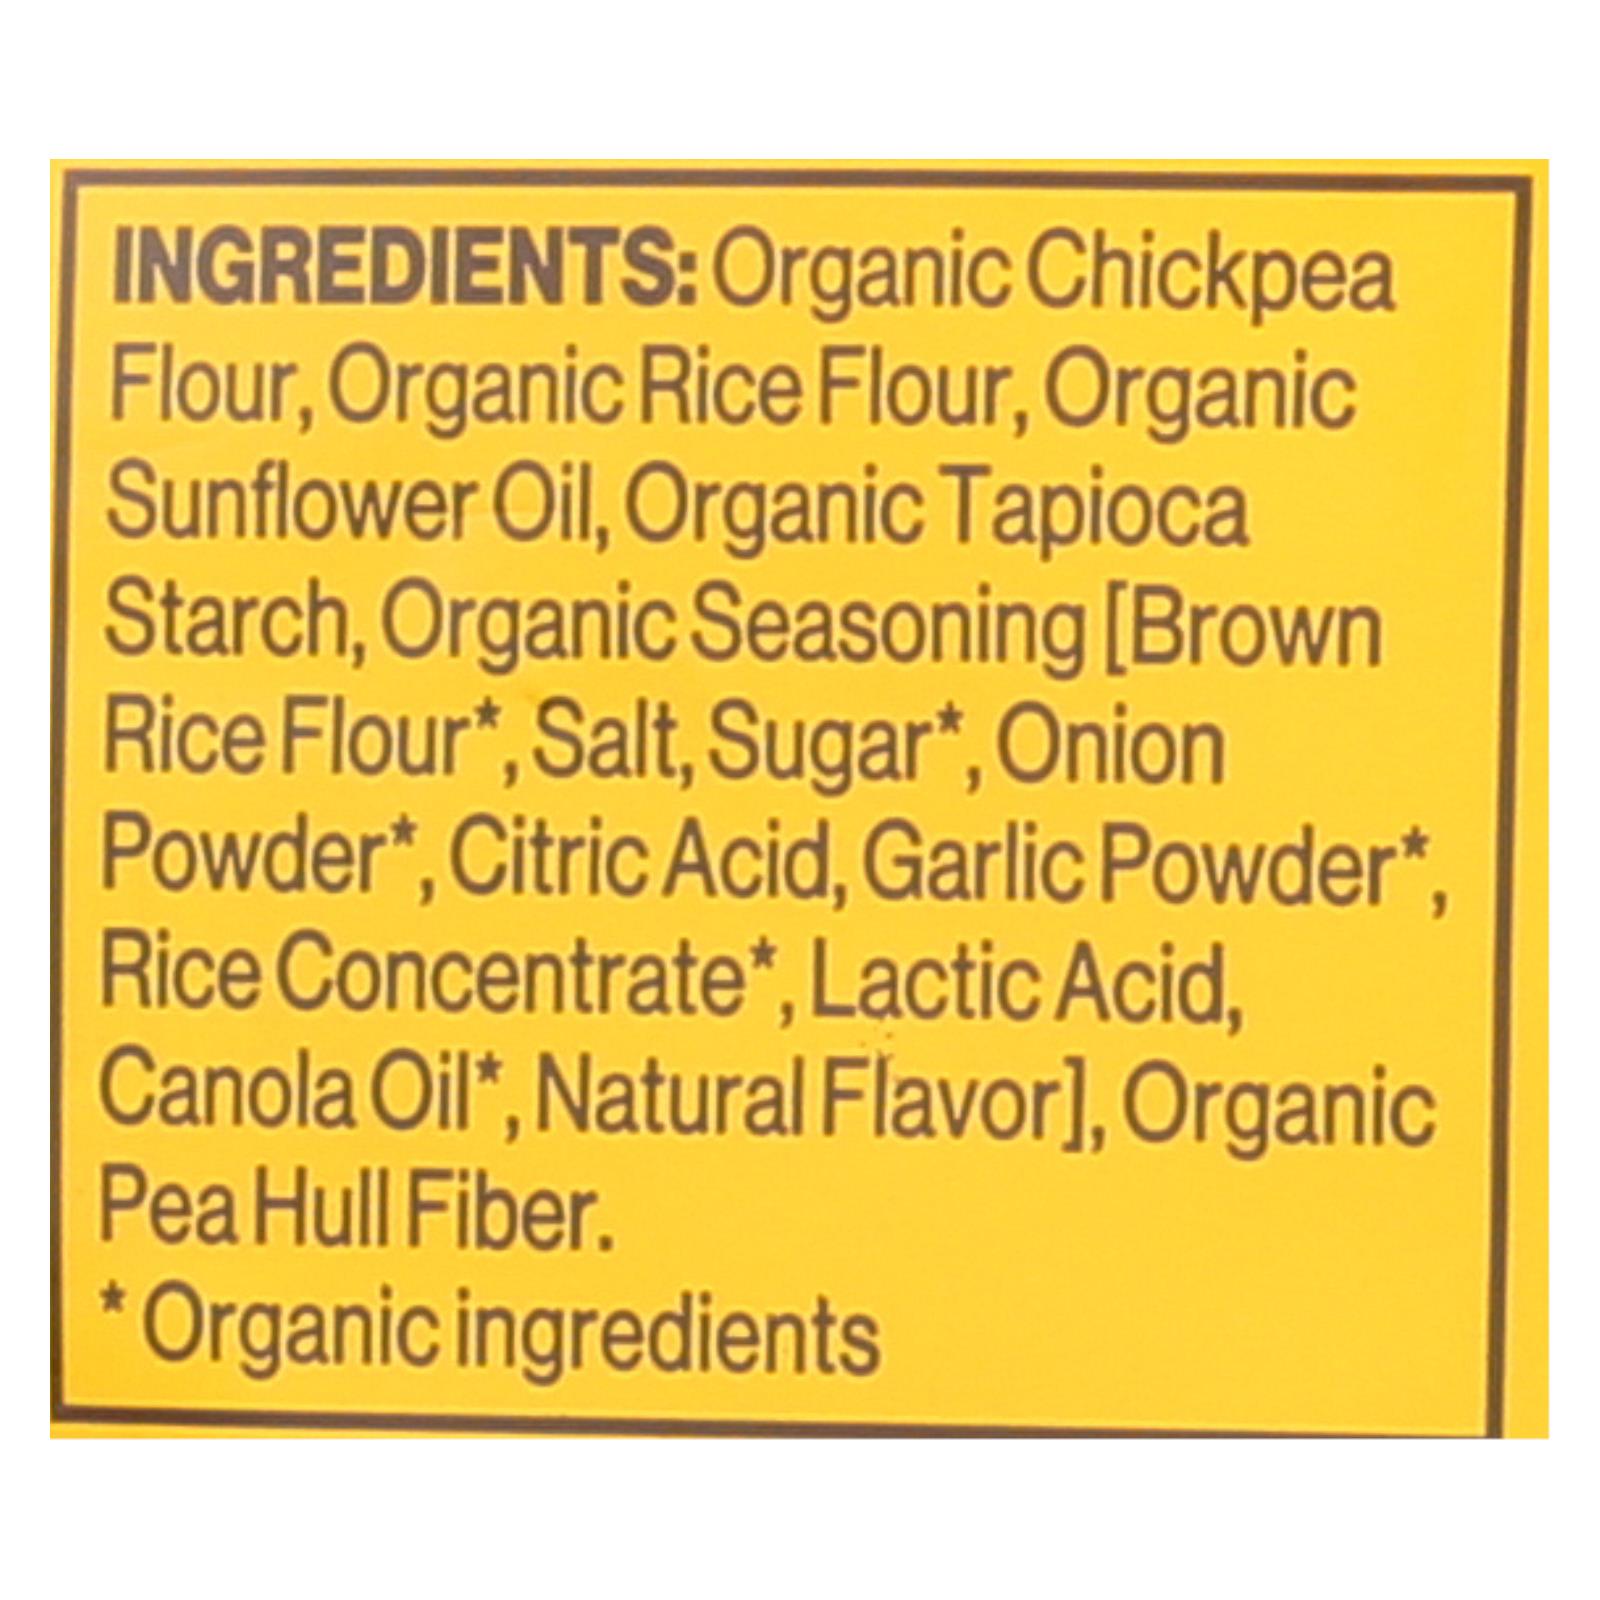 INGREDIENTS: Organic Chickpea
Flour, Organic Rice Flour, Organic
Sunflower Oil, Organic Tapioca
Starch, Organic Seasoning [Brown
Rice Flour*, Salt, Sugar*, Onion
Powder*, Citric Acid, Garlic Powder*,
Rice Concentrate*, Lactic Acid,
Canola Oil*, Natural Flavor], Organic
Pea Hull Fiber.
* Organic ingredients